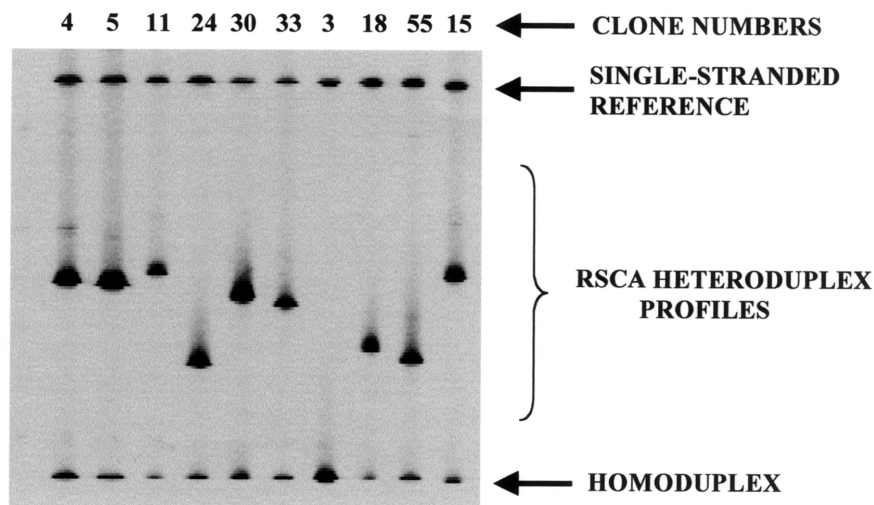 4 5 11 24 30 33 3 18 55 15
CLONE NUMBERS
SINGLE-STRANDED
REFERENCE
RSCA HETERODUPLEX
PROFILES
HOMODUPLEX